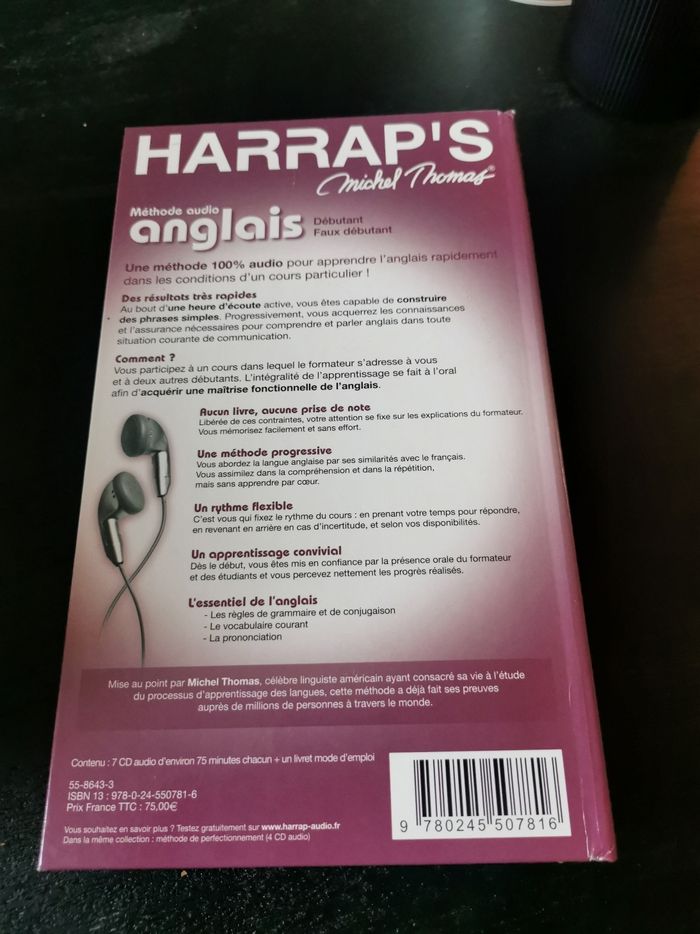 HARRAP'S
Michel Thomas®
Méthode audio
anglais
Débutant
Faux débutant
Une méthode 100% audio pour apprendre l'anglais rapidement
dans les conditions d'un cours particulier !
Des résultats très rapides
Au bout d'une heure d'écoute active, vous êtes capable de construire
des phrases simples. Progressivement, vous acquerrez les connaissances
et l'assurance nécessaires pour comprendre et parler anglais dans toute
situation courante de communication.
Comment ?
Vous participez à un cours dans lequel le formateur s'adresse à vous
et à deux autres débutants. L'intégralité de l'apprentissage se fait à l'oral
afin d'acquérir une maîtrise fonctionnelle de l'anglais.
Aucun livre, aucune prise de note
Libérée de ces contraintes, votre attention se fixe sur les explications du formateur.
Vous mémorisez facilement et sans effort.
Une méthode progressive
Vous abordez la langue anglaise par ses similarités avec le français.
Vous assimilez dans la compréhension et dans la répétition,
mais sans apprendre par cœur.
Un rythme flexible
C'est vous qui fixez le rythme du cours : en prenant votre temps pour répondre,
en revenant en arrière en cas d'incertitude, et selon vos disponibilités.
Un apprentissage convivial
Dès le début, vous êtes mis en confiance par la présence orale du formateur
et des étudiants et vous percevez nettement les progrès réalisés.
L'essentiel de l'anglais
- Les règles de grammaire et de conjugaison
- Le vocabulaire courant
- La prononciation
Mise au point par Michel Thomas, célèbre linguiste américain ayant consacré sa vie à l'étude
du processus d'apprentissage des langues, cette méthode a déjà fait ses preuves
auprès de millions de personnes à travers le monde.
Contenu : 7 CD audio d'environ 75 minutes chacun + un livret mode d'emploi
55-8643-3
ISBN 13 : 978-0-24-550781-6
Prix France TTC : 75,00€
Vous souhaitez en savoir plus ? Testez gratuitement sur www.harrap-audio.fr
Dans la même collection : méthode de perfectionnement (4 CD audio)
9 780245 507816